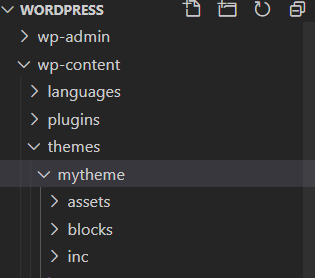 WORDPRESS
wp-admin
wp-content
languages
plugins
themes
mytheme
assets
blocks
inc